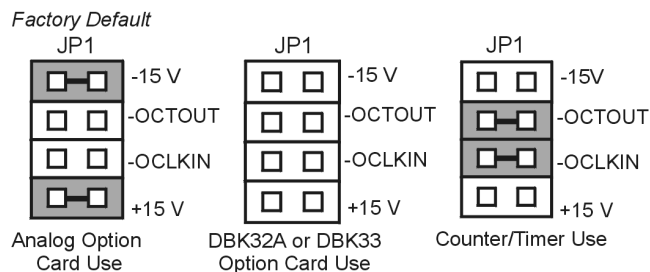 Factory Default
JP1
-15 V
-OCTOUT
-OCLKIN
+15 V
Analog Option
Card Use
JP1
-15 V
-OCTOUT
-OCLKIN
+15 V
DBK32A or DBK33
Option Card Use
JP1
-15V
-OCTOUT
-OCLKIN
+15 V
Counter/Timer Use